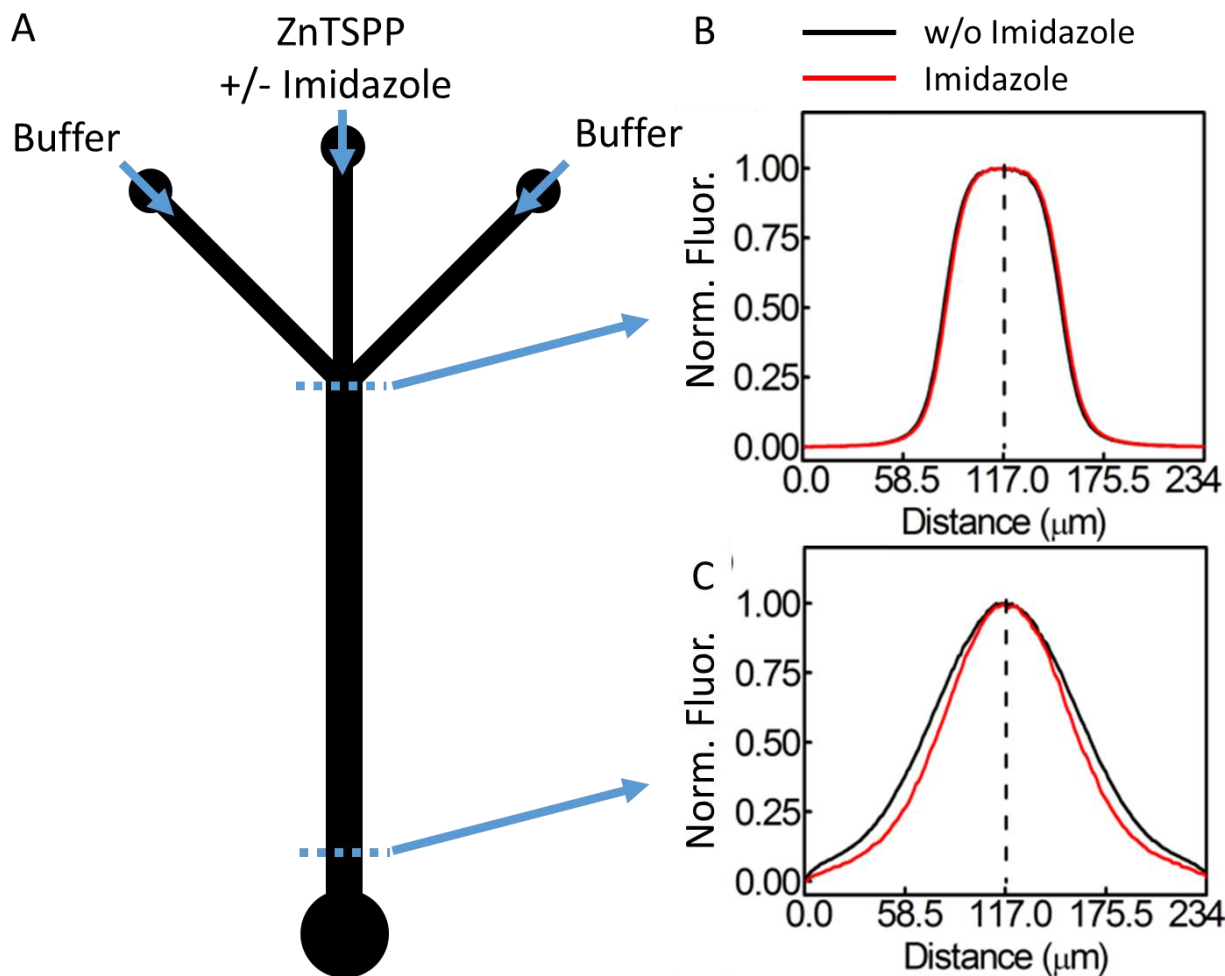 A
ZnTSPP
+/- Imidazole
Buffer
Buffer
B
w/o Imidazole
Imidazole
Norm. Fluor.
1.00
0.75
0.50
0.25
0.00
0.0 58.5 117.0 175.5 234
Distance (μm)
C
Norm. Fluor.
1.00
0.75
0.50
0.25
0.00
0.0 58.5 117.0 175.5 234
Distance (μm)